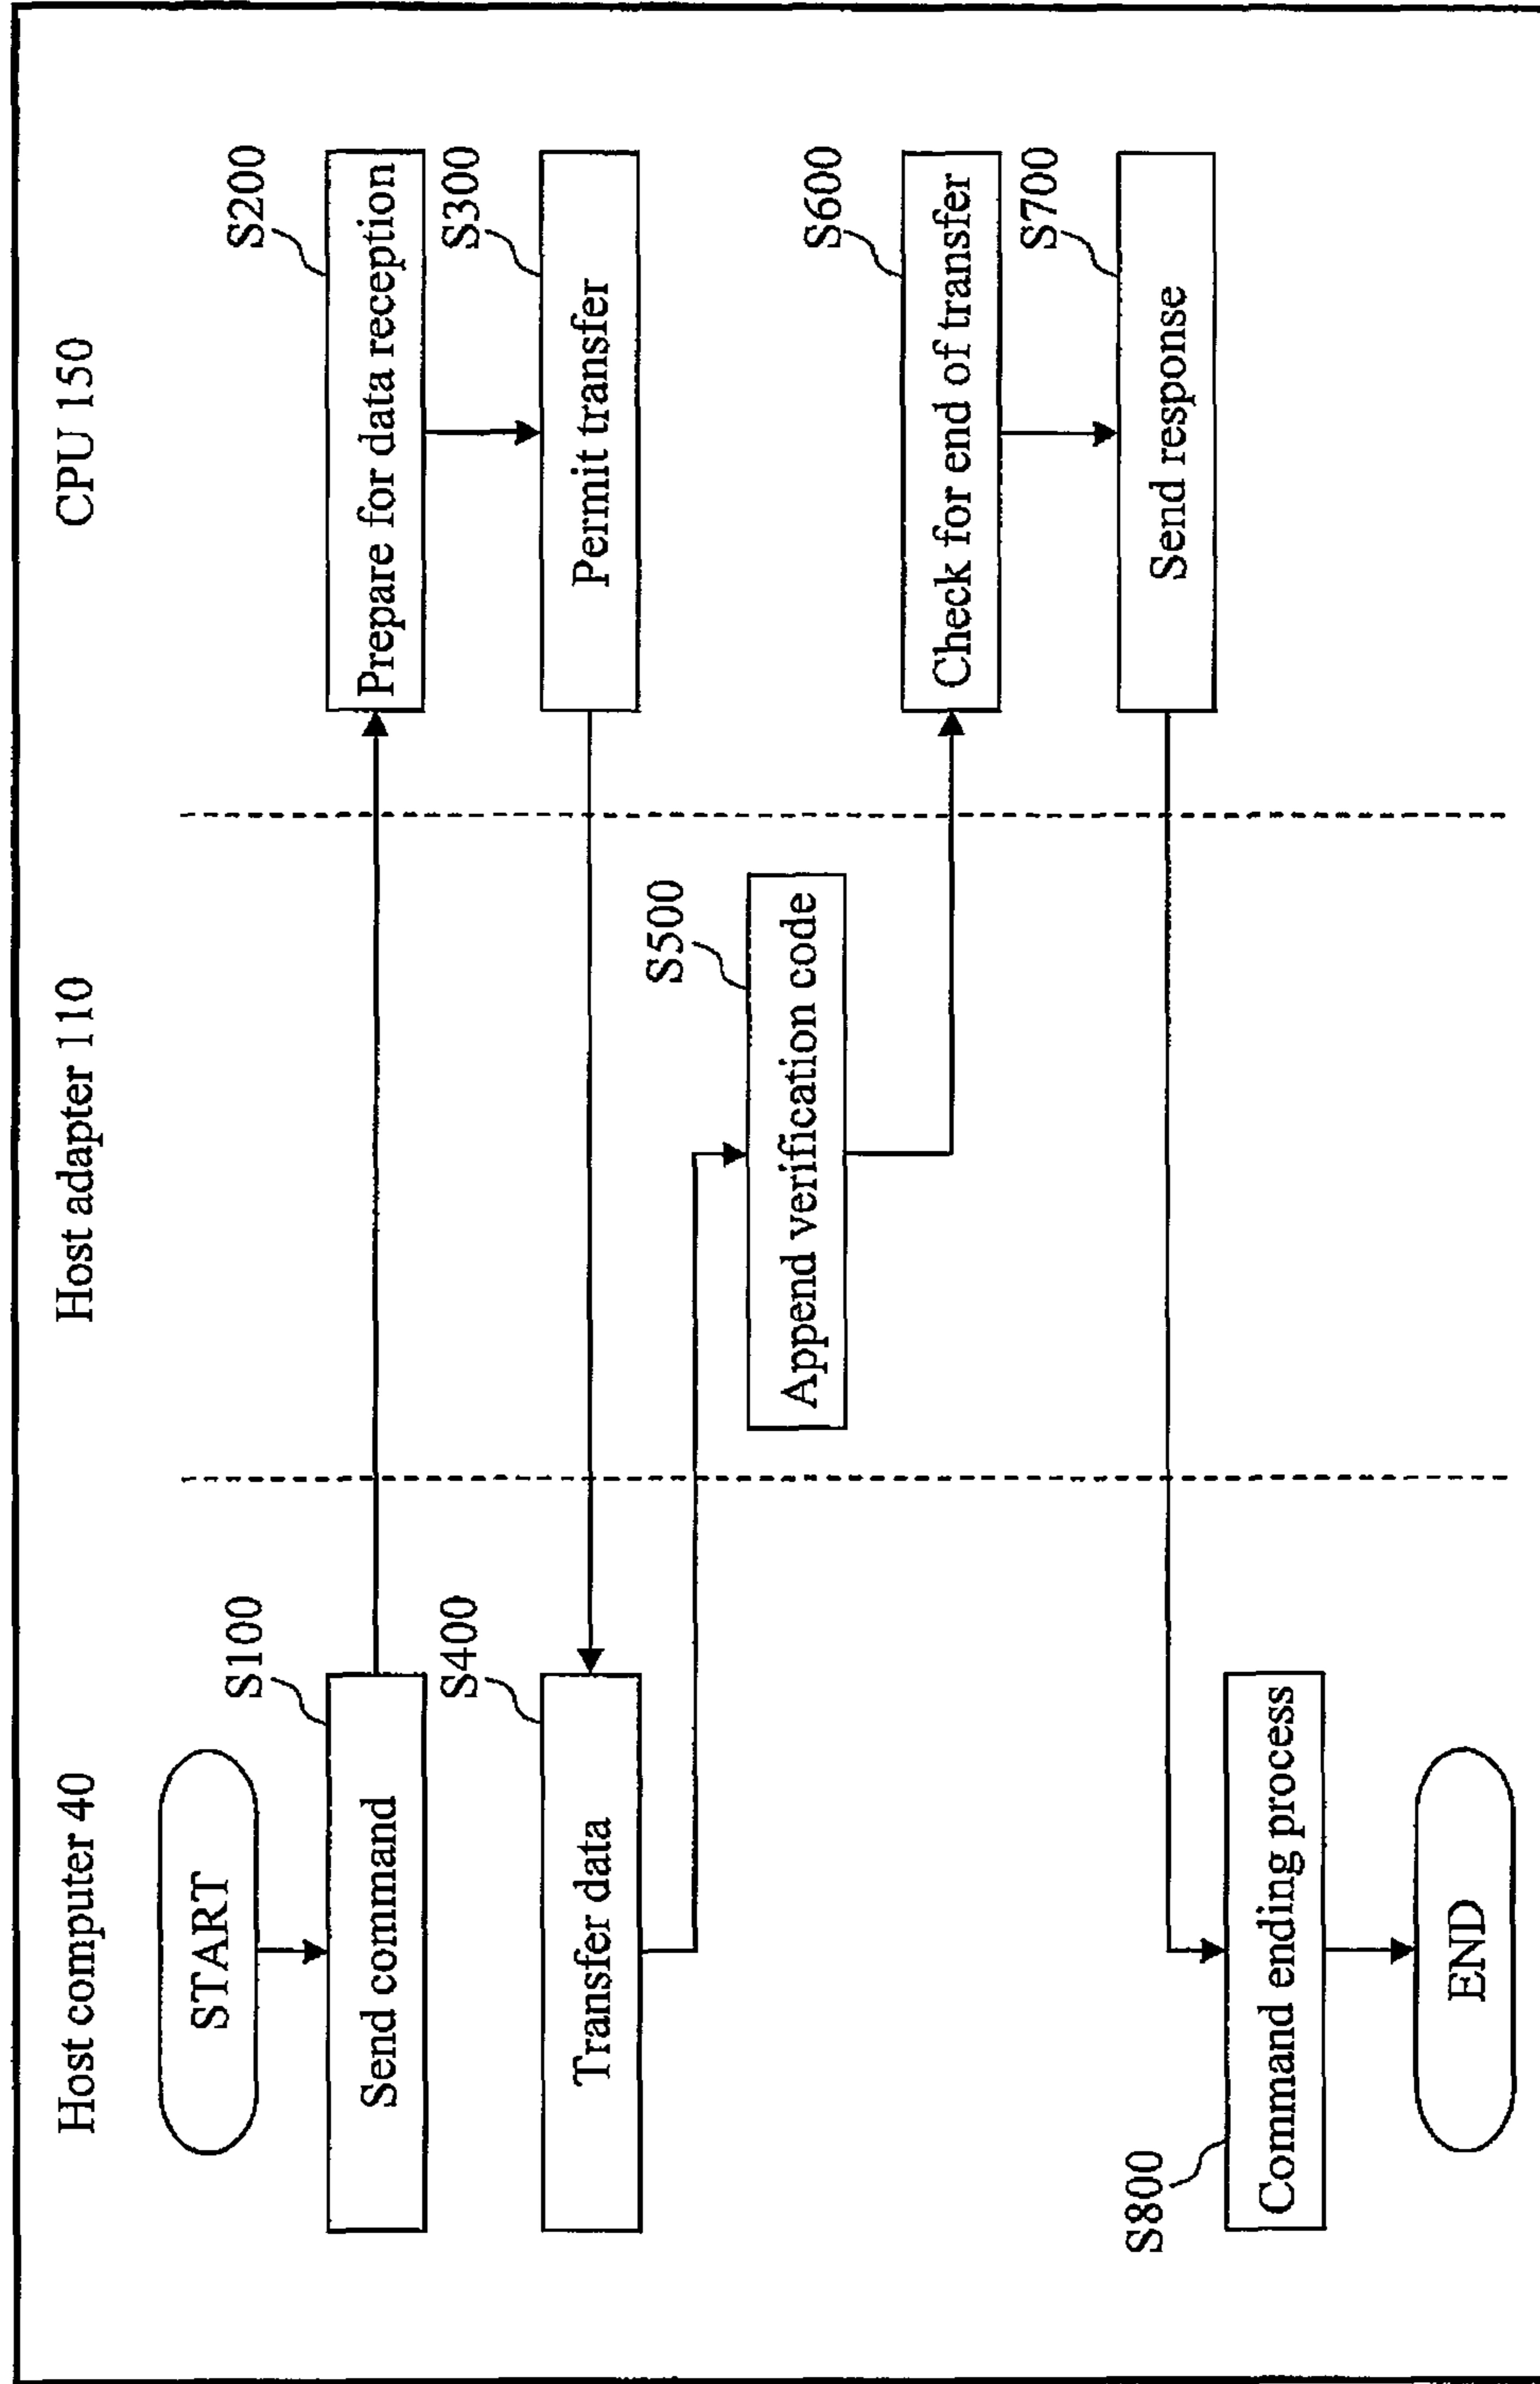 Host computer 40
Host adapter 110
CPU 150
START
S100
Send command
S200
Prepare for data reception
S300
Permit transfer
S400
Transfer data
S500
Append verification code
S600
Check for end of transfer
S700
Send response
S800
Command ending process
END